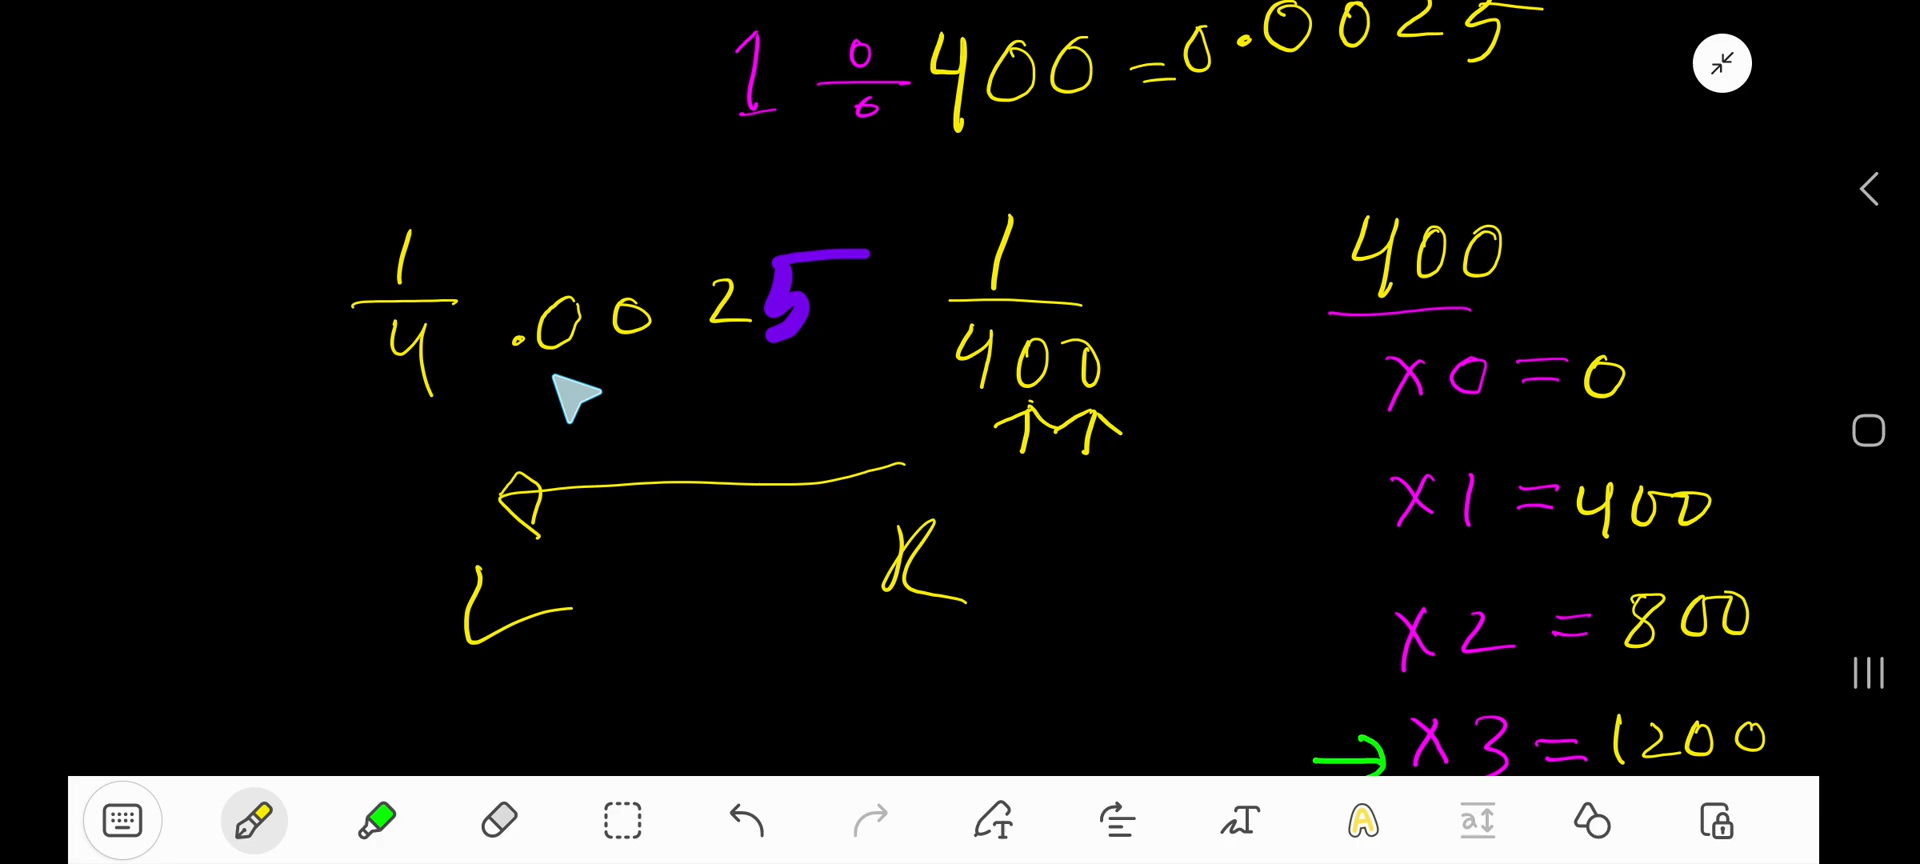 1 ÷ 400 = 0.0025
1/4 .0025 1/400
400
x0=0
x1=400
L R
x2=800
→ x3=1200